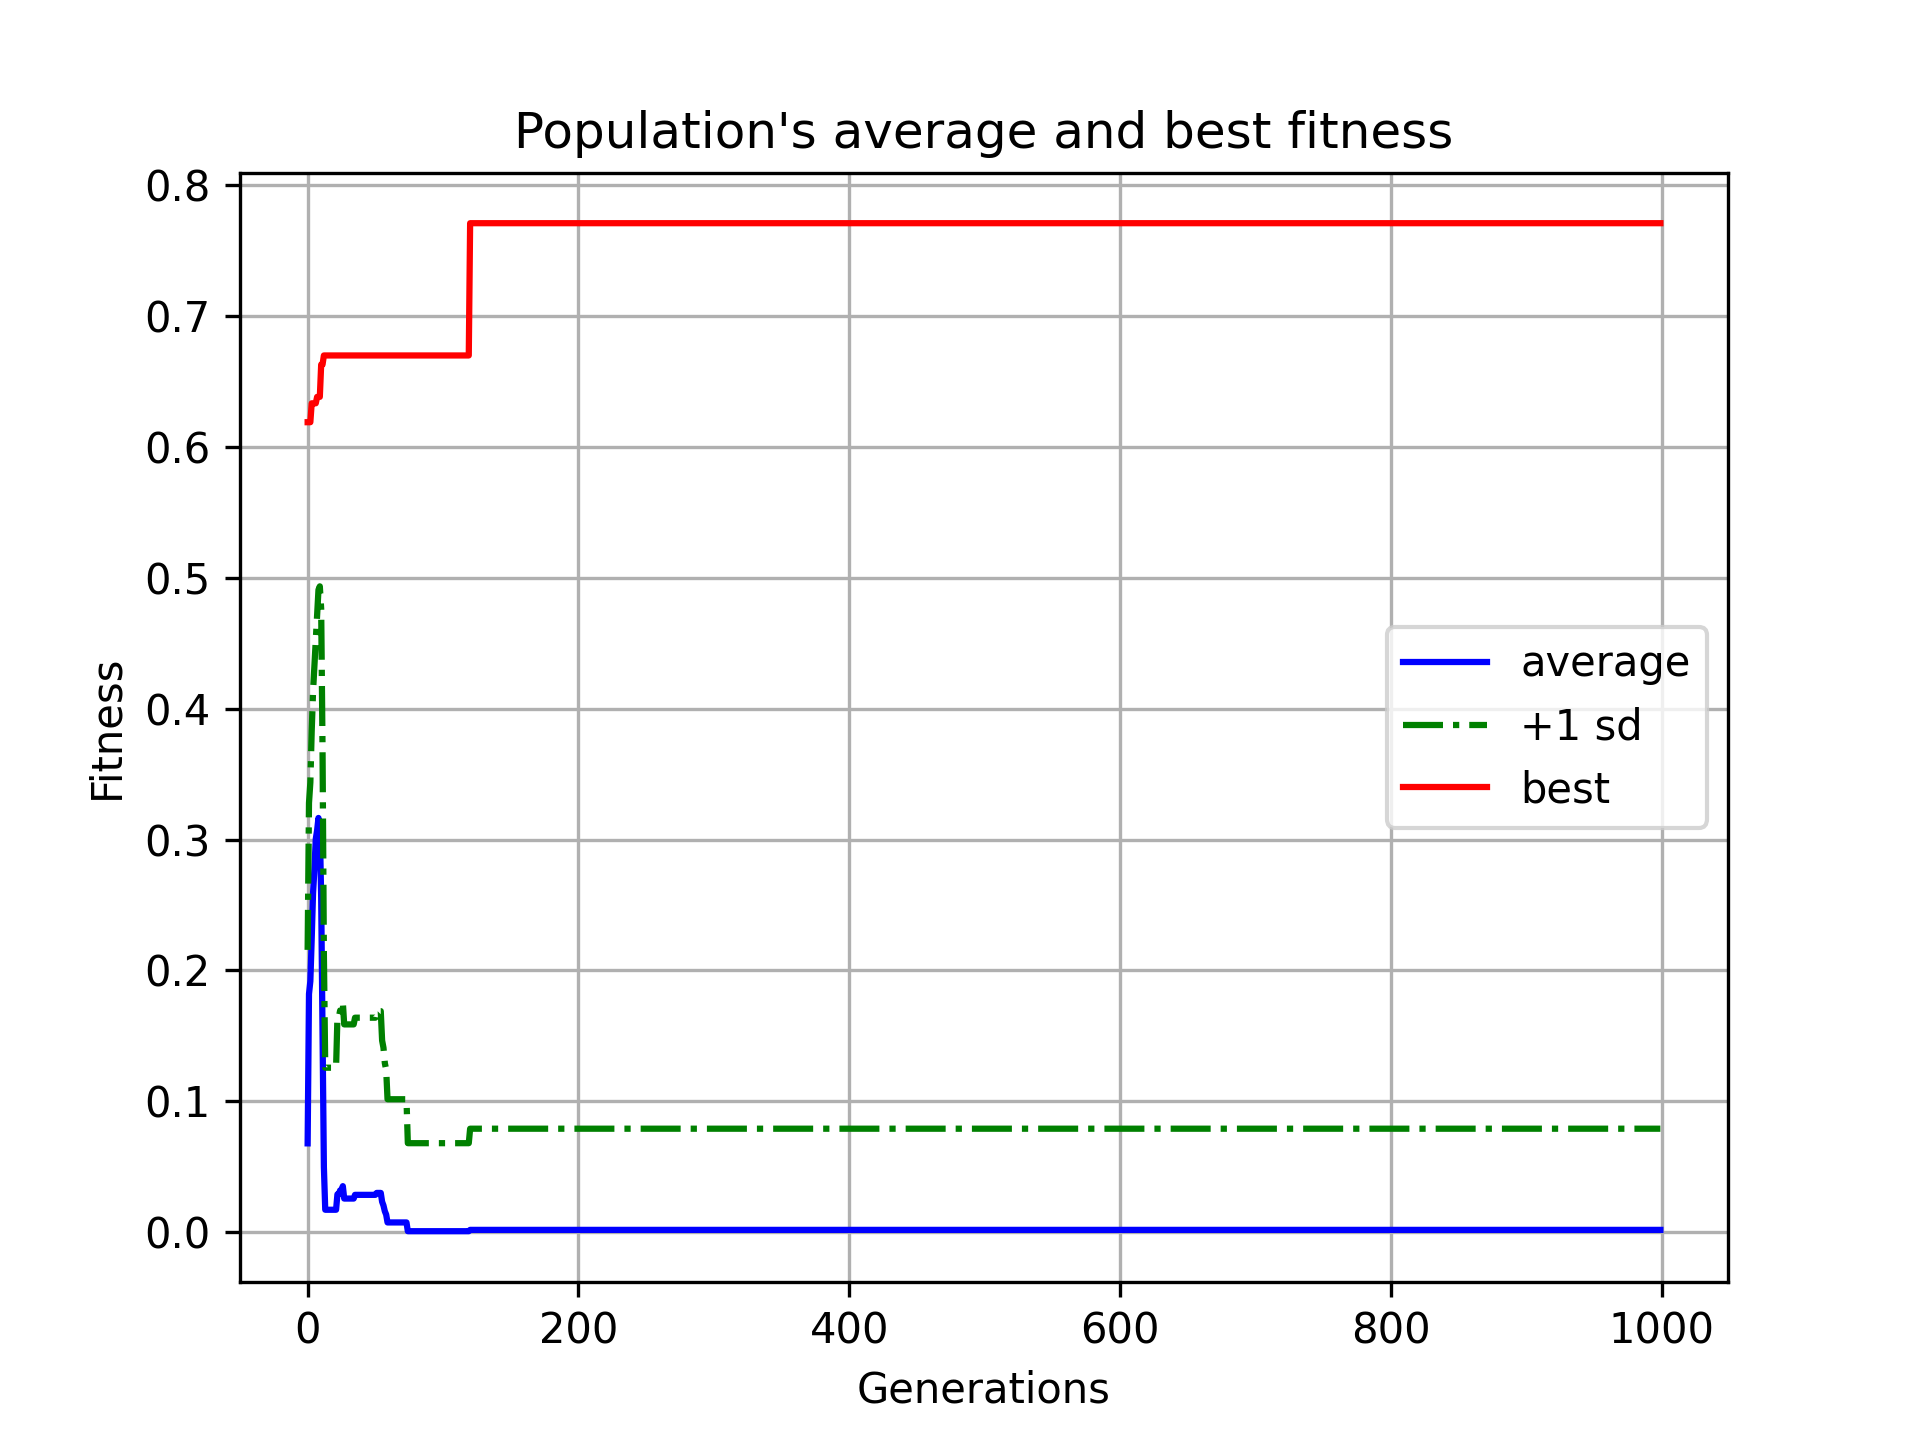 Population's average and best fitness
0.8
0.7
0.6
0.5
0.4
0.3
0.2
0.1
0.0
Fitness
average
+1 sd
best
0 200 400 600 800 1000
Generations